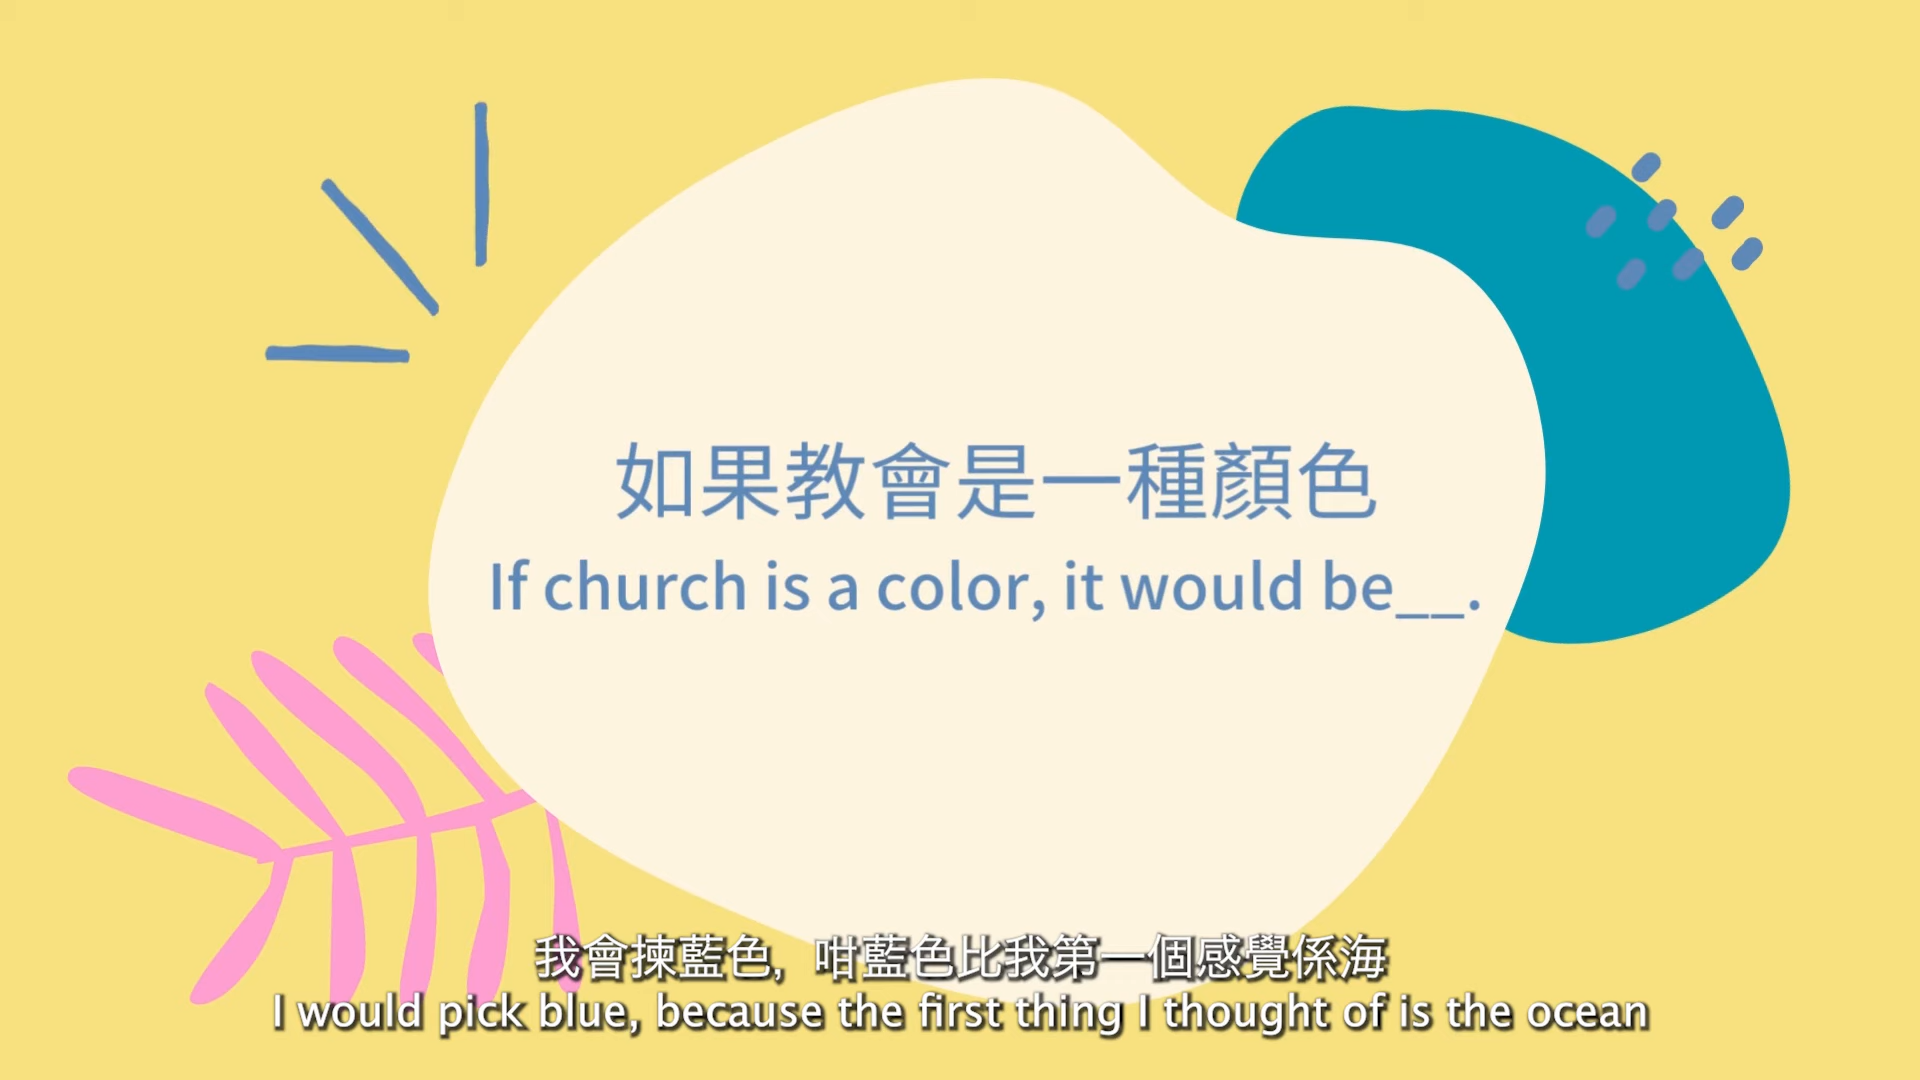 如果教會是一種顏色
If church is a color, it would be__.
我會揀藍色, 咁藍色比我第一個感覺係海
I would pick blue, because the first thing I thought of is the ocean